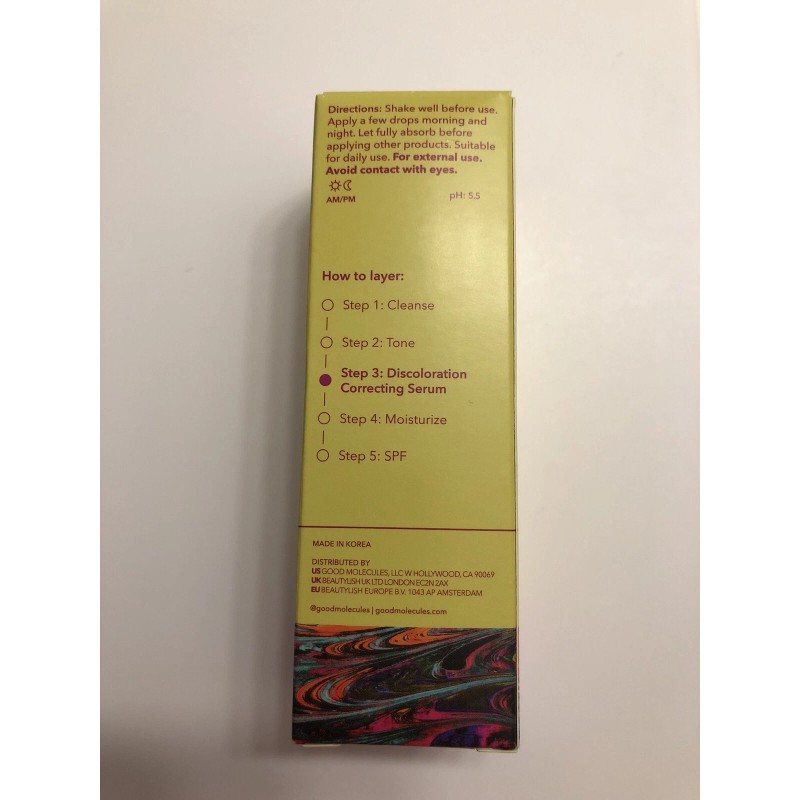 Directions: Shake well before use.
Apply a few drops morning and
night. Let fully absorb before
applying other products. Suitable
for daily use. For external use.
Avoid contact with eyes.
AM/PM
pH: 5.5
How to layer:
Step 1: Cleanse
Step 2: Tone
Step 3: Discoloration
Correcting Serum
Step 4: Moisturize
Step 5: SPF
MADE IN KOREA
DISTRIBUTED BY
US GOOD MOLECULES, LLC W HOLLYWOOD, CA 90069
UK BEAUTYLISH UK LTD LONDON EC2N 2AX
EU BEAUTYLISH EUROPE B.V. 1043 AP AMSTERDAM
@goodmolecules | goodmolecules.com